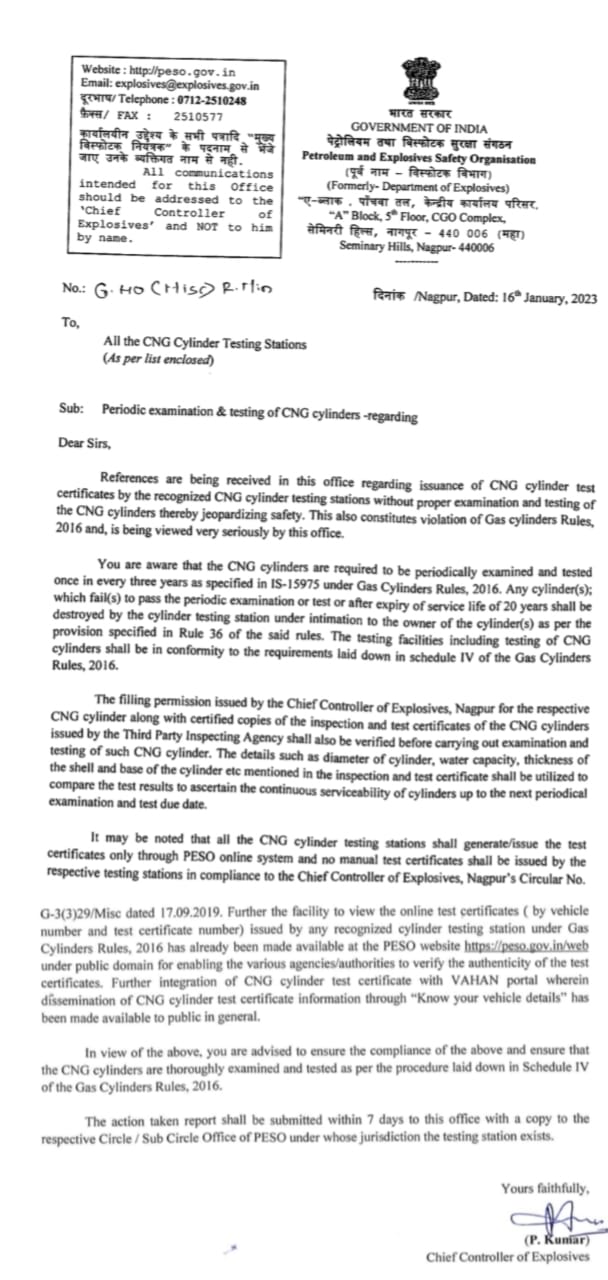 Website : http://peso.gov.in
Email: explosives@explosives.gov.in
दूरभाष/ Telephone : 0712-2510248
फ़ैक्स/ FAX : 2510577
कार्यालयीन उद्देश्य के सभी पत्रादि "मुख्य
विस्फोटक नियंत्रक" के पदनाम से भेजे
जाए उनके व्यक्तिगत नाम से नही.
All communications
intended for this Office
should be addressed to the
'Chief Controller of
Explosives' and NOT to him
by name.
भारत सरकार
GOVERNMENT OF INDIA
पेट्रोलियम तथा विस्फोटक सुरक्षा संगठन
Petroleum and Explosives Safety Organisation
(पूर्व नाम – विस्फोटक विभाग)
(Formerly- Department of Explosives)
"ए-ब्लाक , पाँचवा तल, केन्द्रीय कार्यालय परिसर,
"A" Block, 5th Floor, CGO Complex,
सेमिनरी हिल्स, नागपुर – 440 006 (महा)
Seminary Hills, Nagpur- 440006
No.: G.HO (Misc)
दिनांक /Nagpur, Dated: 16th January, 2023
To,
All the CNG Cylinder Testing Stations
(As per list enclosed)
Sub: Periodic examination & testing of CNG cylinders -regarding
Dear Sirs,
References are being received in this office regarding issuance of CNG cylinder test
certificates by the recognized CNG cylinder testing stations without proper examination and testing of
the CNG cylinders thereby jeopardizing safety. This also constitutes violation of Gas cylinders Rules,
2016 and, is being viewed very seriously by this office.
You are aware that the CNG cylinders are required to be periodically examined and tested
once in every three years as specified in IS-15975 under Gas Cylinders Rules, 2016. Any cylinder(s);
which fail(s) to pass the periodic examination or test or after expiry of service life of 20 years shall be
destroyed by the cylinder testing station under intimation to the owner of the cylinder(s) as per the
provision specified in Rule 36 of the said rules. The testing facilities including testing of CNG
cylinders shall be in conformity to the requirements laid down in schedule IV of the Gas Cylinders
Rules, 2016.
The filling permission issued by the Chief Controller of Explosives, Nagpur for the respective
CNG cylinder along with certified copies of the inspection and test certificates of the CNG cylinders
issued by the Third Party Inspecting Agency shall also be verified before carrying out examination and
testing of such CNG cylinder. The details such as diameter of cylinder, water capacity, thickness of
the shell and base of the cylinder etc mentioned in the inspection and test certificate shall be utilized to
compare the test results to ascertain the continuous serviceability of cylinders up to the next periodical
examination and test due date.
It may be noted that all the CNG cylinder testing stations shall generate/issue the test
certificates only through PESO online system and no manual test certificates shall be issued by the
respective testing stations in compliance to the Chief Controller of Explosives, Nagpur's Circular No.
G-3(3)29/Misc dated 17.09.2019. Further the facility to view the online test certificates ( by vehicle
number and test certificate number) issued by any recognized cylinder testing station under Gas
Cylinders Rules, 2016 has already been made available at the PESO website https://peso.gov.in/web
under public domain for enabling the various agencies/authorities to verify the authenticity of the test
certificates. Further integration of CNG cylinder test certificate with VAHAN portal wherein
dissemination of CNG cylinder test certificate information through "Know your vehicle details" has
been made available to public in general.
In view of the above, you are advised to ensure the compliance of the above and ensure that
the CNG cylinders are thoroughly examined and tested as per the procedure laid down in Schedule IV
of the Gas Cylinders Rules, 2016.
The action taken report shall be submitted within 7 days to this office with a copy to the
respective Circle / Sub Circle Office of PESO under whose jurisdiction the testing station exists.
Yours faithfully,
(P. Kumar)
Chief Controller of Explosives